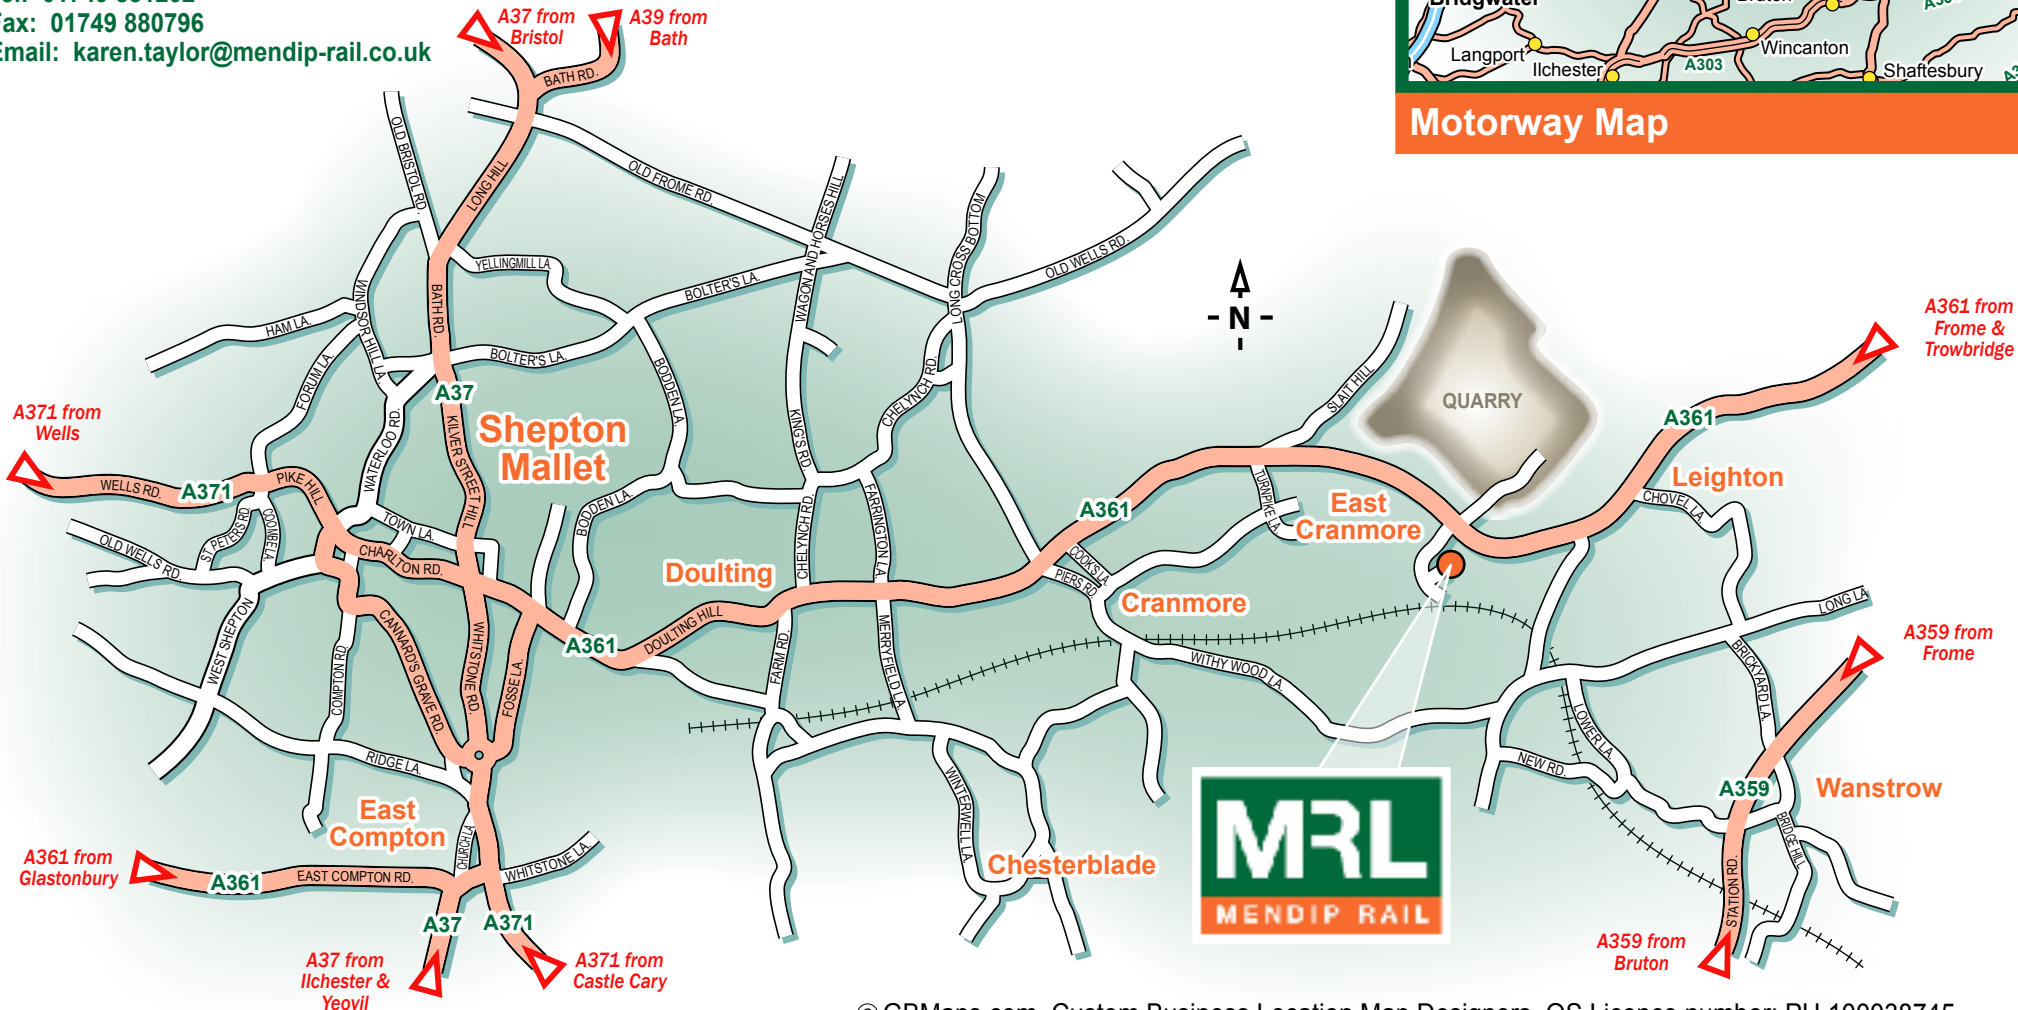 Fax: 01749 880796
Email: karen.taylor@mendip-rail.co.uk
A37 from
Bristol
A39 from
Bath
BATH RD.
Bridgwater
Langport
Ilchester
A303
Wincanton
Shaftesbury
Motorway Map
OLD BRISTOL RD.
LONG HILL
OLD FROME RD.
WAGON AND HORSES HILL
LONG CROSS BOTTOM
OLD WELLS RD.
YELLINGMILL LA.
BOLTER'S LA.
WINDSOR HILL LA.
BATH RD.
HAM LA.
BOLTER'S LA.
FORUM LA.
BODDEN LA.
CHELYNCH RD.
N
SLAIT HILL
QUARRY
A361 from
Frome &
Trowbridge
A37
A371 from
Wells
Shepton
Mallet
WATERLOO RD.
KILVER STREET HILL
KING'S RD.
A361
Leighton
WELLS RD.
A371
PIKE HILL
BODDEN LA.
FARRINGTON LA.
CHELYNCH RD.
A361
TURNPIKE LA.
East
Cranmore
CHOVEL LA.
ST. PETERS RD
COOMBE LA.
TOWN LA.
OLD WELLS RD.
CHARLTON RD.
Doulting
COOK'S LA.
PIERS RD
Cranmore
LONG LA
WEST SHEPTON
COMPTON RD
CANNARD'S GRAVE RD.
WHITSTONE RD.
FOSSE LA.
A361
DOULTING HILL
FARM RD.
MERRYFIELD LA.
WITHY WOOD LA.
BRICKYARD LA.
A359 from
Frome
RIDGE LA.
LOWER LA.
NEW RD.
WINTERWELL LA.
East
Compton
CHURCH LA
A359
Wanstrow
BRIDGE HILL
MRL
MENDIP RAIL
Chesterblade
A361 from
Glastonbury
A361
EAST COMPTON RD.
WHITSTONE LA.
STATION RD.
A37
A371
A37 from
Ilchester &
Yeovil
A371 from
Castle Cary
A359 from
Bruton